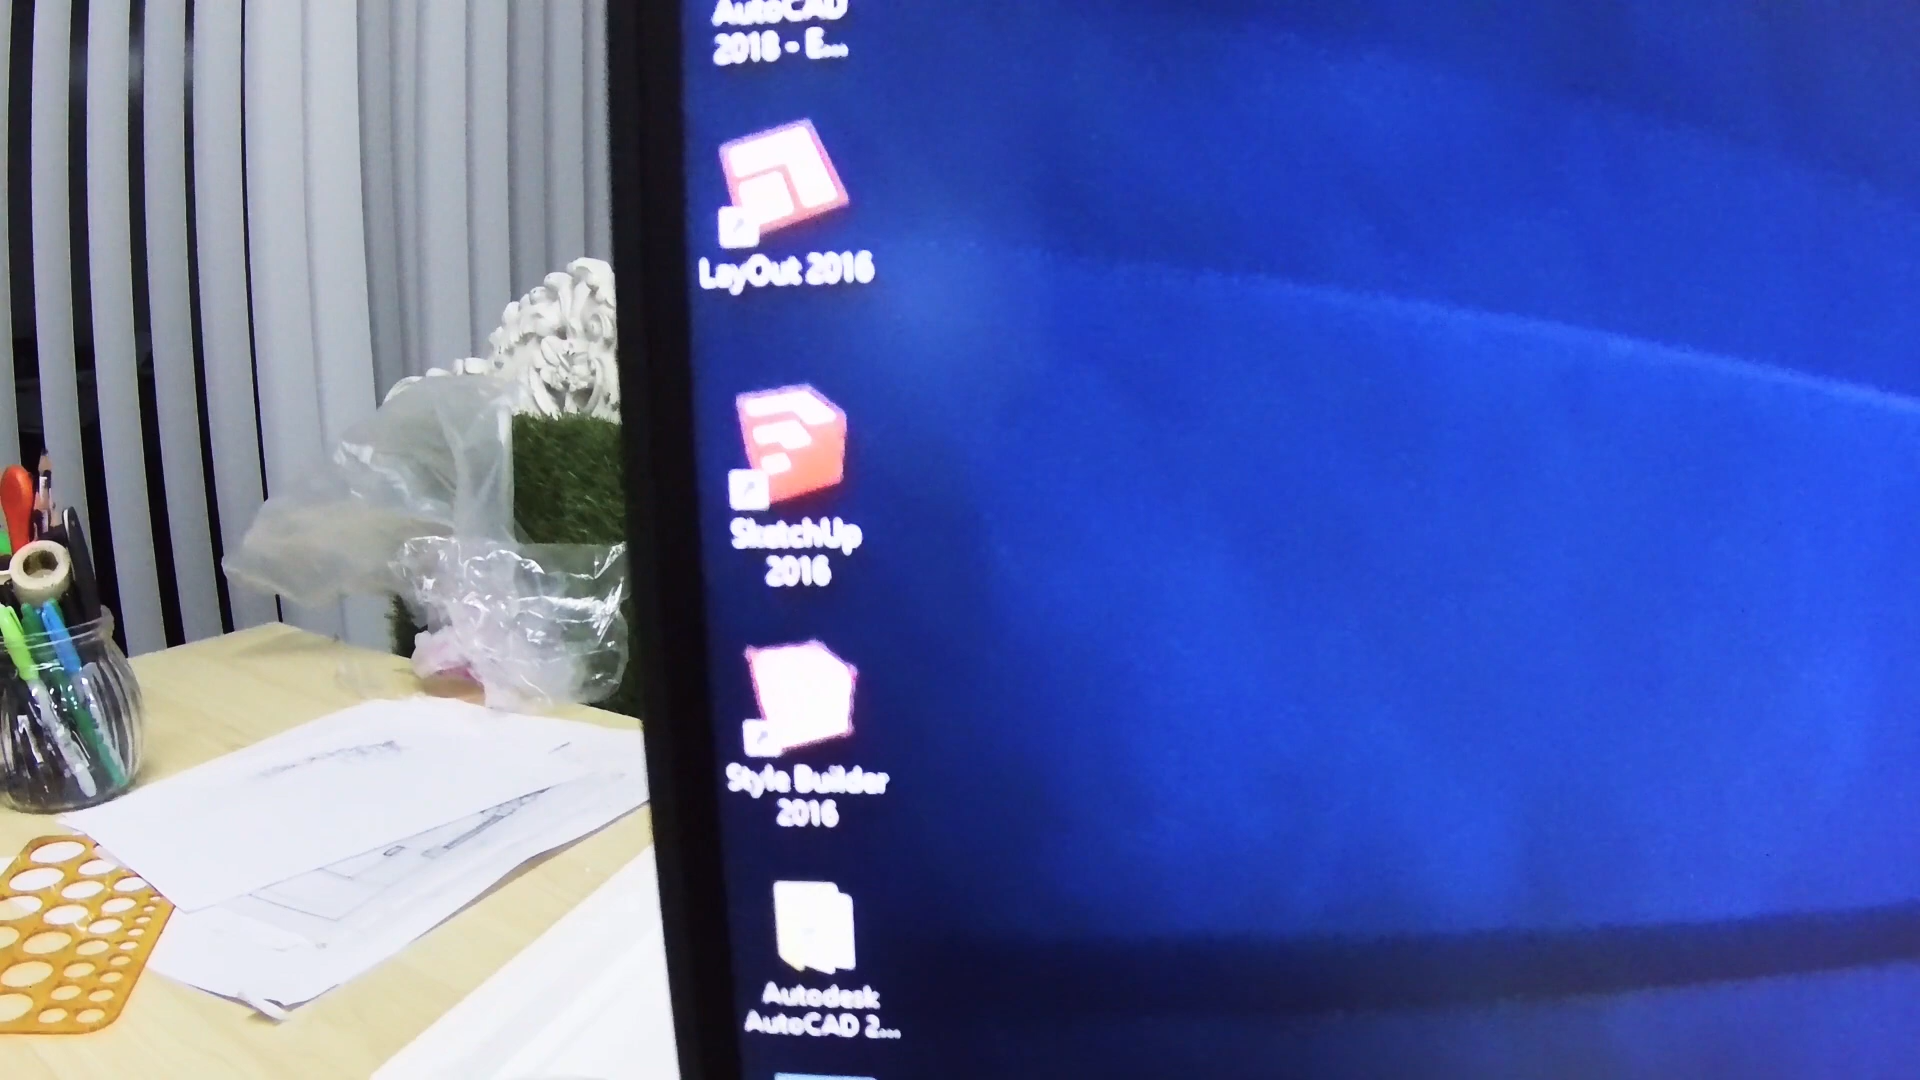 AutoCAD
2018 - E...
LayOut 2016
SketchUp
2016
Style Builder
2016
Autodesk
AutoCAD 2...